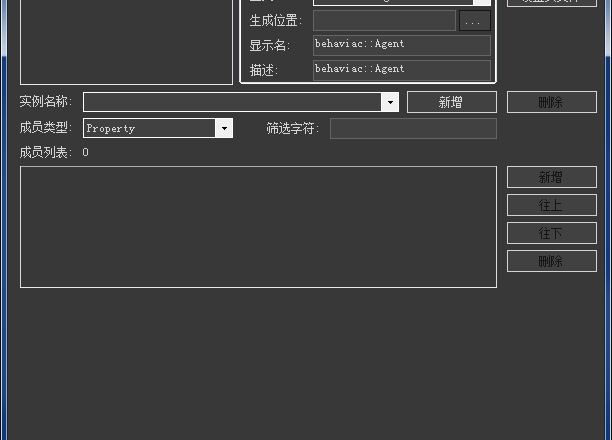 生成位置: ...
显示名: behaviac::Agent
描述: behaviac::Agent
实例名称: 新增 删除
成员类型: Property 筛选字符:
成员列表: 0
新增
往上
往下
删除